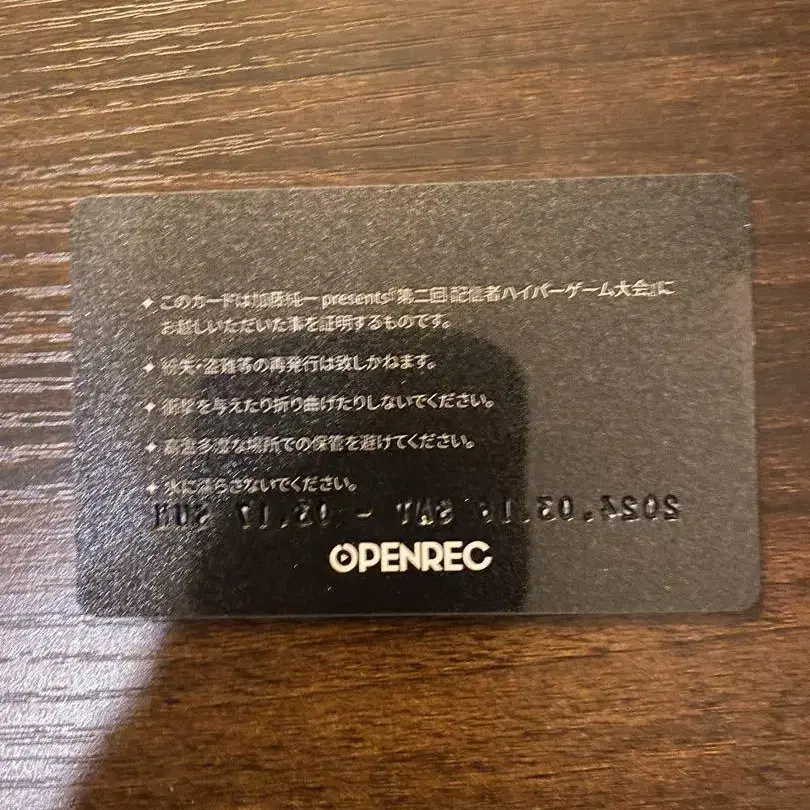 ✦ このカードは加藤純一 presents『第二回 配信者ハイパーゲーム大会』に
お越しいただいた事を証明するものです。
✦ 紛失・盗難等の再発行は致しかねます。
✦ 衝撃を与えたり折り曲げたりしないでください。
✦ 高温多湿な場所での保管を避けてください。
✦ 水にぬらさないでください。
2024.03.16 SAT - 03.17 SUN
OPENREC